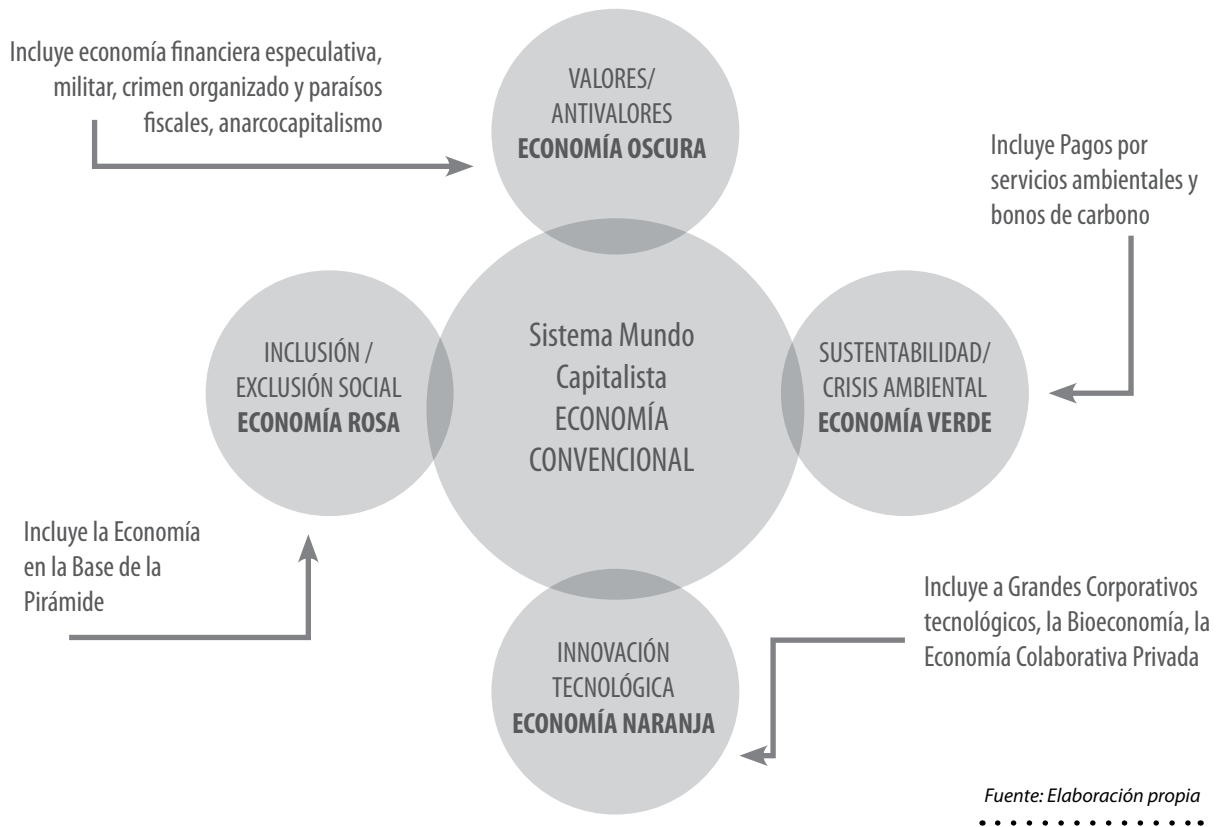 Incluye economía financiera especulativa,
militar, crimen organizado y paraísos
fiscales, anarcocapitalismo
VALORES/
ANTIVALORES
ECONOMÍA OSCURA
Incluye Pagos por
servicios ambientales y
bonos de carbono
INCLUSIÓN /
EXCLUSIÓN SOCIAL
ECONOMÍA ROSA
Sistema Mundo
Capitalista
ECONOMÍA
CONVENCIONAL
SUSTENTABILIDAD/
CRISIS AMBIENTAL
ECONOMÍA VERDE
Incluye la Economía
en la Base de la
Pirámide
INNOVACIÓN
TECNOLÓGICA
ECONOMÍA NARANJA
Incluye a Grandes Corporativos
tecnológicos, la Bioeconomía, la
Economía Colaborativa Privada
Fuente: Elaboración propia